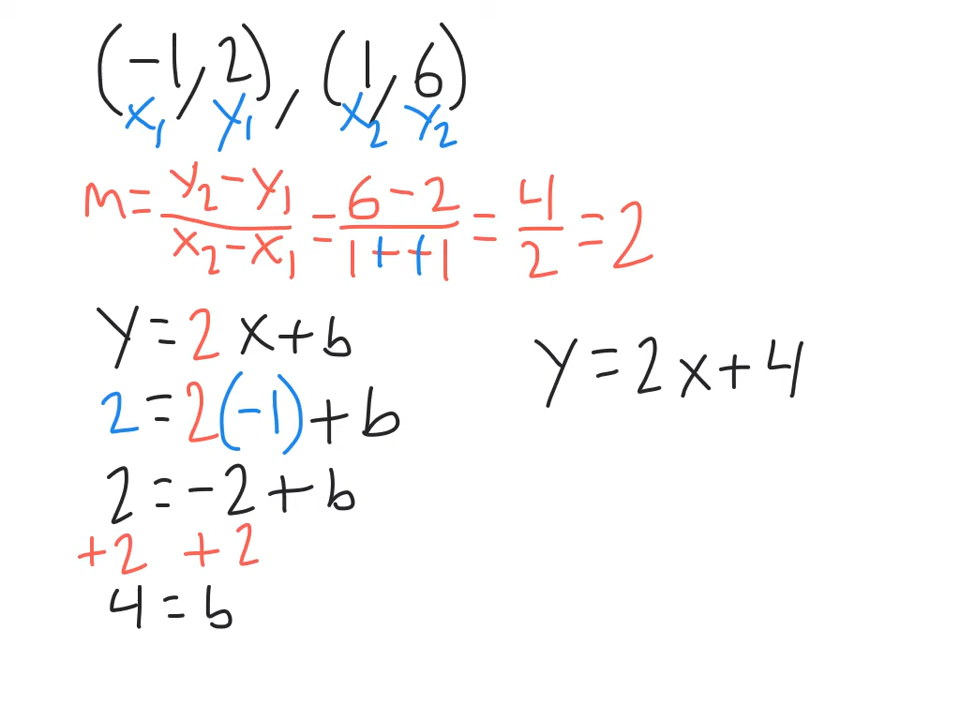 (-1, 2), (1, 6)
x₁ y₁ x₂ y₂
m = y₂ - y₁ / x₂ - x₁ = 6 - 2 / 1 + + 1 = 4 / 2 = 2
y = 2x + b
2 = 2(-1) + b
2 = -2 + b
+2 +2
4 = b
y = 2x + 4